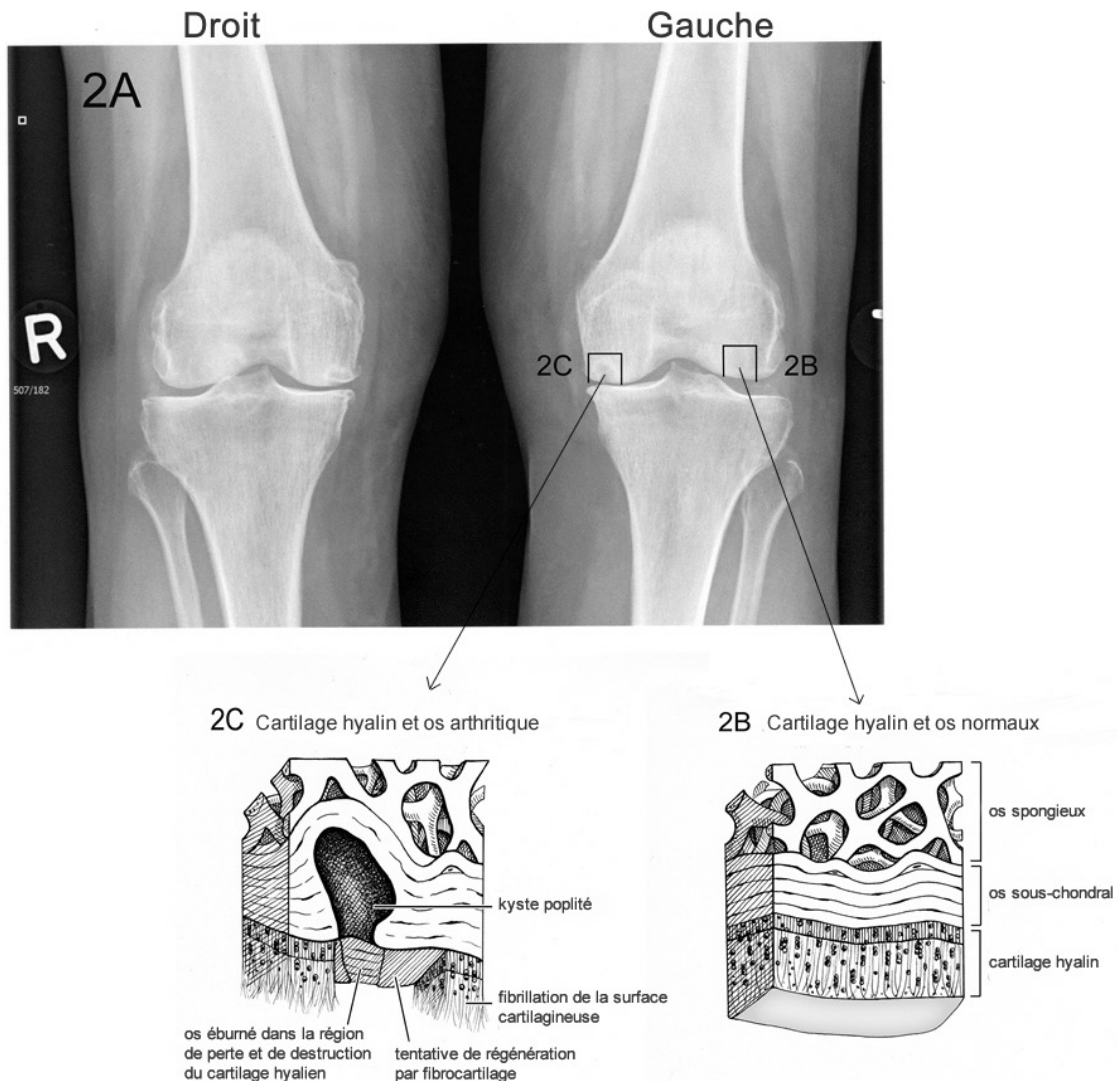 Droit
Gauche
2A
R
507/182
2C
2B
2C Cartilage hyalin et os arthritique
2B Cartilage hyalin et os normaux
os spongieux
os sous-chondral
cartilage hyalin
kyste poplité
fibrillation de la surface
cartilagineuse
os éburné dans la région
de perte et de destruction
du cartilage hyalien
tentative de régénération
par fibrocartilage